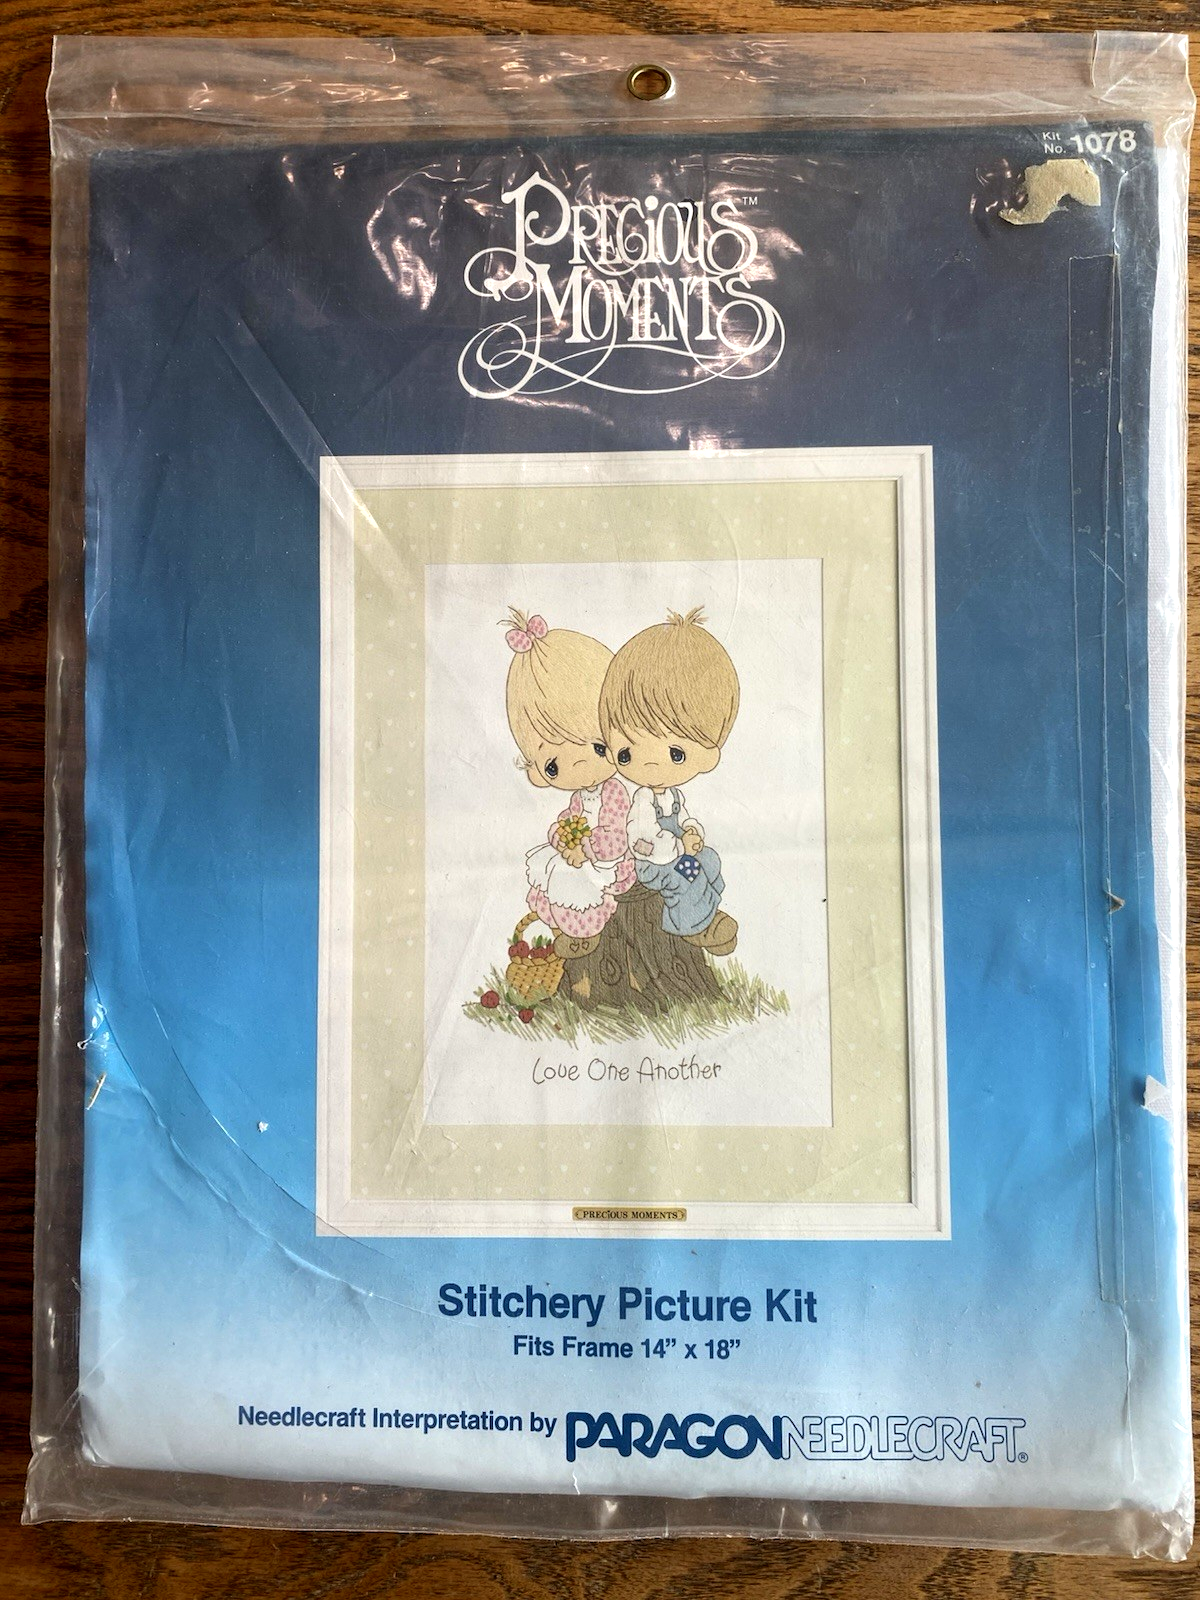 Kit
No. 1078
PRECIOUS™
MOMENTS
Love One Another
PRECIOUS MOMENTS
Stitchery Picture Kit
Fits Frame 14” x 18”
Needlecraft Interpretation by PARAGON NEEDLECRAFT®